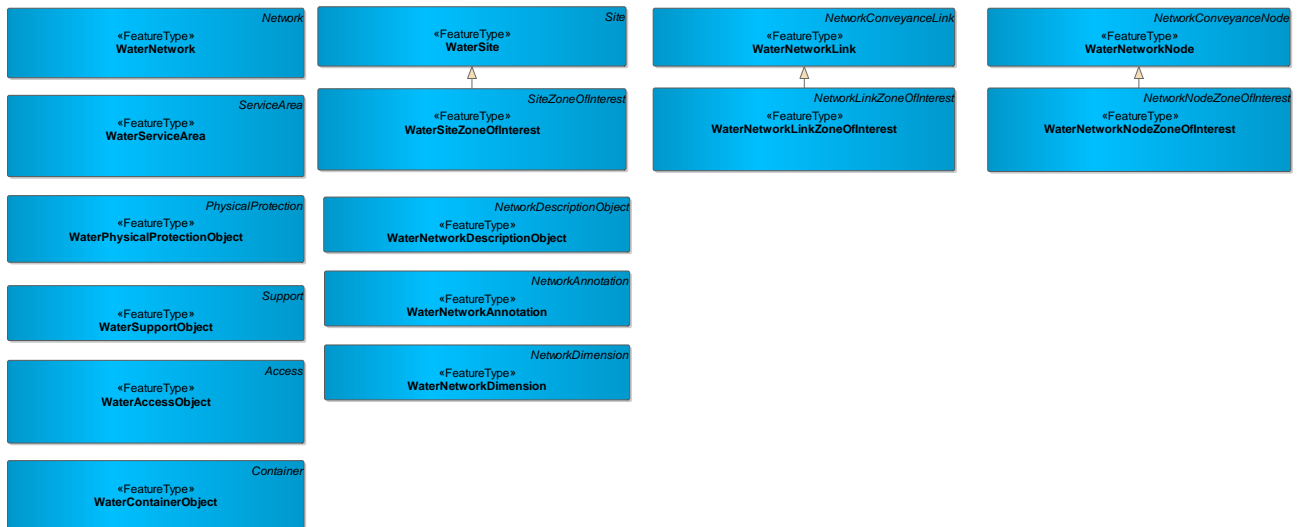 Network
«FeatureType»
WaterNetwork
Site
«FeatureType»
WaterSite
NetworkConveyanceLink
«FeatureType»
WaterNetworkLink
NetworkConveyanceNode
«FeatureType»
WaterNetworkNode
ServiceArea
«FeatureType»
WaterServiceArea
SiteZoneOfInterest
«FeatureType»
WaterSiteZoneOfInterest
NetworkLinkZoneOfInterest
«FeatureType»
WaterNetworkLinkZoneOfInterest
NetworkNodeZoneOfInterest
«FeatureType»
WaterNetworkNodeZoneOfInterest
PhysicalProtection
«FeatureType»
WaterPhysicalProtectionObject
NetworkDescriptionObject
«FeatureType»
WaterNetworkDescriptionObject
Support
«FeatureType»
WaterSupportObject
NetworkAnnotation
«FeatureType»
WaterNetworkAnnotation
Access
«FeatureType»
WaterAccessObject
NetworkDimension
«FeatureType»
WaterNetworkDimension
Container
«FeatureType»
WaterContainerObject